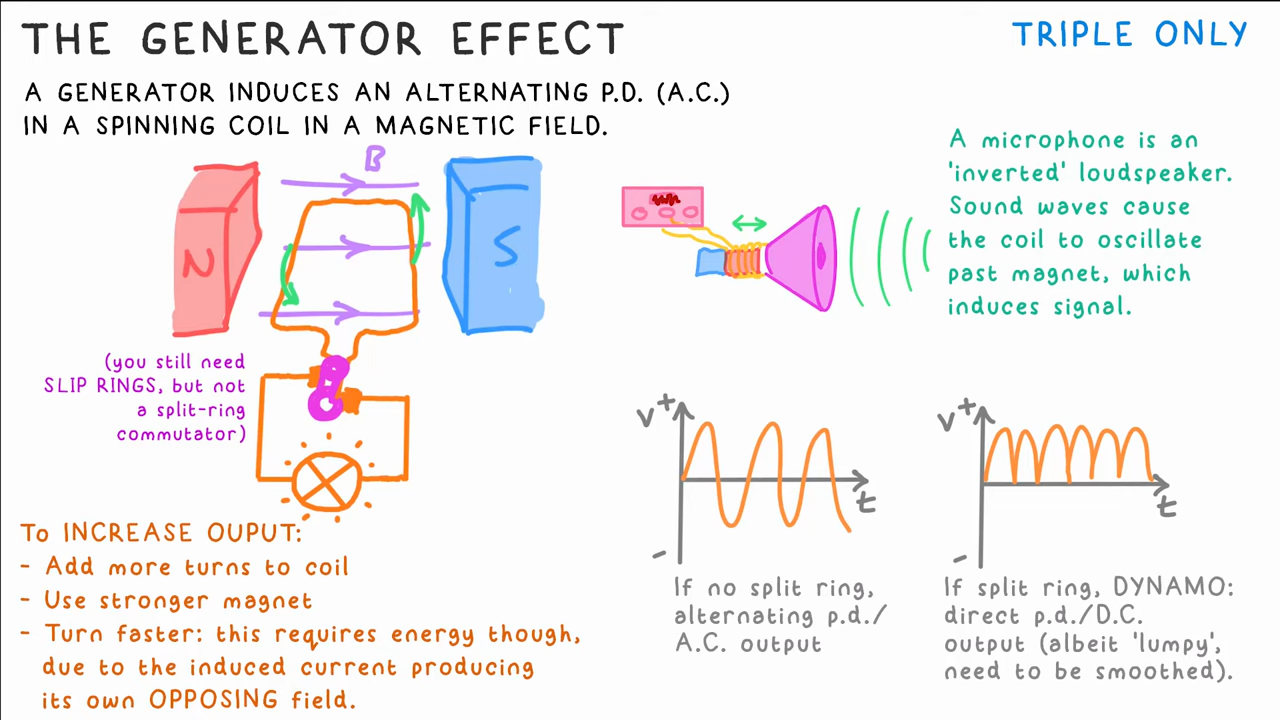 THE GENERATOR EFFECT
TRIPLE ONLY
A GENERATOR INDUCES AN ALTERNATING P.D. (A.C.)
IN A SPINNING COIL IN A MAGNETIC FIELD.
B
N
S
A microphone is an
'inverted' loudspeaker.
Sound waves cause
the coil to oscillate
past magnet, which
induces signal.
(you still need
SLIP RINGS, but not
a split-ring
commutator)
To INCREASE OUPUT:
- Add more turns to coil
- Use stronger magnet
- Turn faster: this requires energy though,
due to the induced current producing
its own OPPOSING field.
V+
t
-
If no split ring,
alternating p.d./
A.C. output
V+
t
-
If split ring, DYNAMO:
direct p.d./D.C.
output (albeit 'lumpy',
need to be smoothed).